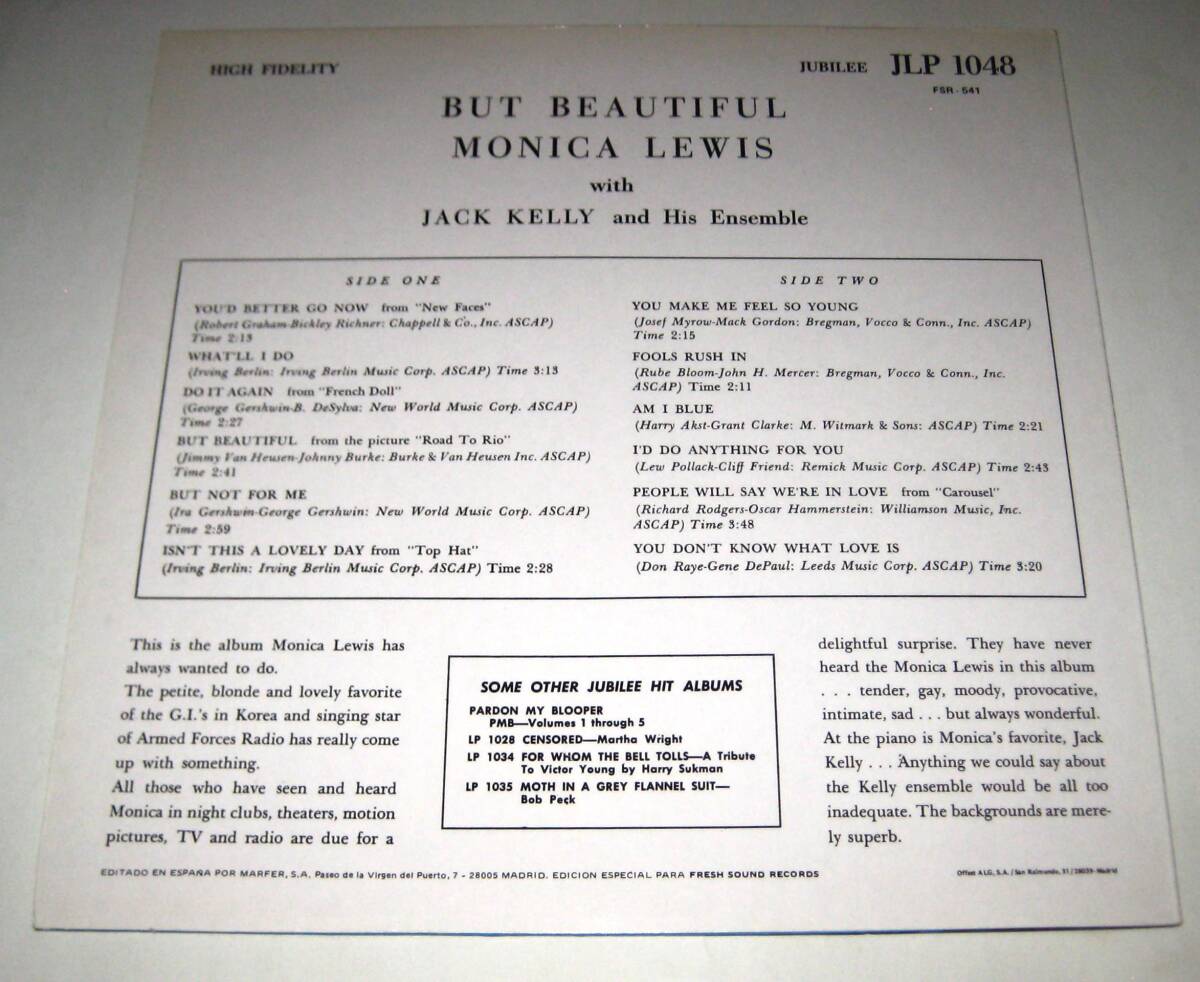 HIGH FIDELITY
JUBILEE JLP 1048
FSR - 541
BUT BEAUTIFUL
MONICA LEWIS
with
JACK KELLY and His Ensemble
SIDE ONE
YOU'D BETTER GO NOW from "New Faces"
(Robert Graham-Bickley Richner: Chappell & Co., Inc. ASCAP)
Time 2:13
WHAT'LL I DO
(Irving Berlin: Irving Berlin Music Corp. ASCAP) Time 3:13
DO IT AGAIN from "French Doll"
(George Gershwin-B. DeSylva: New World Music Corp. ASCAP)
Time 2:27
BUT BEAUTIFUL from the picture "Road To Rio"
(Jimmy Van Heusen-Johnny Burke: Burke & Van Heusen Inc. ASCAP)
Time 2:41
BUT NOT FOR ME
(Ira Gershwin-George Gershwin: New World Music Corp. ASCAP)
Time 2:59
ISN'T THIS A LOVELY DAY from "Top Hat"
(Irving Berlin: Irving Berlin Music Corp. ASCAP) Time 2:28
SIDE TWO
YOU MAKE ME FEEL SO YOUNG
(Josef Myrow-Mack Gordon: Bregman, Vocco & Conn., Inc. ASCAP)
Time 2:15
FOOLS RUSH IN
(Rube Bloom-John H. Mercer: Bregman, Vocco & Conn., Inc.
ASCAP) Time 2:11
AM I BLUE
(Harry Akst-Grant Clarke: M. Witmark & Sons: ASCAP) Time 2:21
I'D DO ANYTHING FOR YOU
(Lew Pollack-Cliff Friend: Remick Music Corp. ASCAP) Time 2:43
PEOPLE WILL SAY WE'RE IN LOVE from "Carousel"
(Richard Rodgers-Oscar Hammerstein: Williamson Music, Inc.
ASCAP) Time 3:48
YOU DON'T KNOW WHAT LOVE IS
(Don Raye-Gene DePaul: Leeds Music Corp. ASCAP) Time 3:20
This is the album Monica Lewis has
always wanted to do.
The petite, blonde and lovely favorite
of the G.I.'s in Korea and singing star
of Armed Forces Radio has really come
up with something.
All those who have seen and heard
Monica in night clubs, theaters, motion
pictures, TV and radio are due for a
SOME OTHER JUBILEE HIT ALBUMS
PARDON MY BLOOPER
PMB—Volumes 1 through 5
LP 1028 CENSORED—Martha Wright
LP 1034 FOR WHOM THE BELL TOLLS—A Tribute
To Victor Young by Harry Sukman
LP 1035 MOTH IN A GREY FLANNEL SUIT—
Bob Peck
delightful surprise. They have never
heard the Monica Lewis in this album
. . . tender, gay, moody, provocative,
intimate, sad . . . but always wonderful.
At the piano is Monica's favorite, Jack
Kelly . . . Anything we could say about
the Kelly ensemble would be all too
inadequate. The backgrounds are mere-
ly superb.
EDITADO EN ESPAÑA POR MARFER, S.A. Paseo de la Virgen del Puerto, 7 - 28005 MADRID. EDICION ESPECIAL PARA FRESH SOUND RECORDS
Offset ALG, S.A. / San Raimundo, 31 / 28039-Madrid